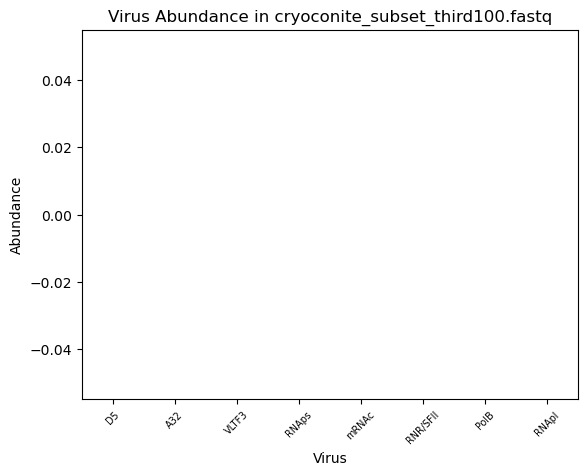 Virus Abundance in cryoconite_subset_third100.fastq
0.04
0.02
0.00
−0.02
−0.04
Abundance
D5 A32 VLTF3 RNAps mRNAc RNR/SFII PolB RNApl
Virus